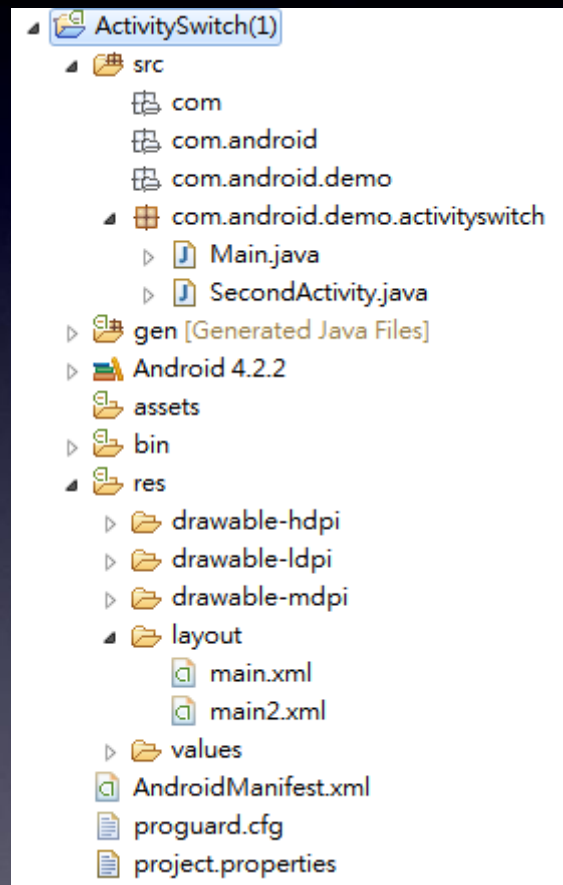 ActivitySwitch(1)
src
com
com.android
com.android.demo
com.android.demo.activityswitch
Main.java
SecondActivity.java
gen [Generated Java Files]
Android 4.2.2
assets
bin
res
drawable-hdpi
drawable-ldpi
drawable-mdpi
layout
main.xml
main2.xml
values
AndroidManifest.xml
proguard.cfg
project.properties